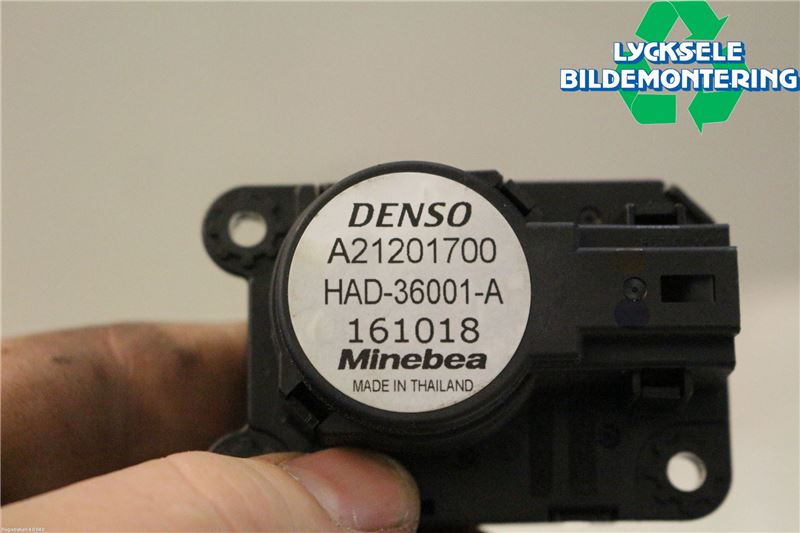 LYCKSELE
BILDEMONTERING
DENSO
A21201700
HAD-36001-A
161018
Minebea
MADE IN THAILAND